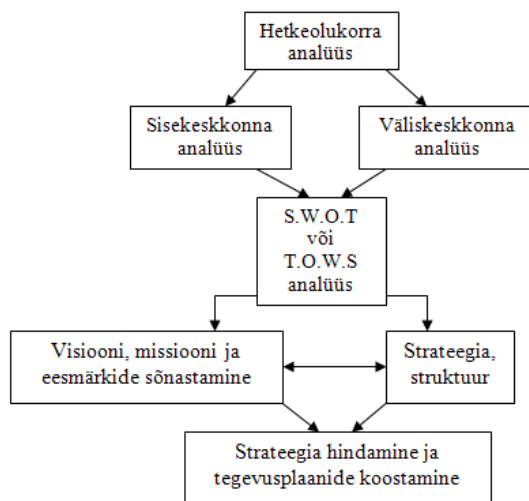 Hetkeolukorra
analüüs
Sisekeskkonna
analüüs
Väliskeskkonna
analüüs
S.W.O.T
või
T.O.W.S
analüüs
Visiooni, missiooni ja
eesmärkide sõnastamine
Strateegia,
struktuur
Strateegia hindamine ja
tegevusplaanide koostamine